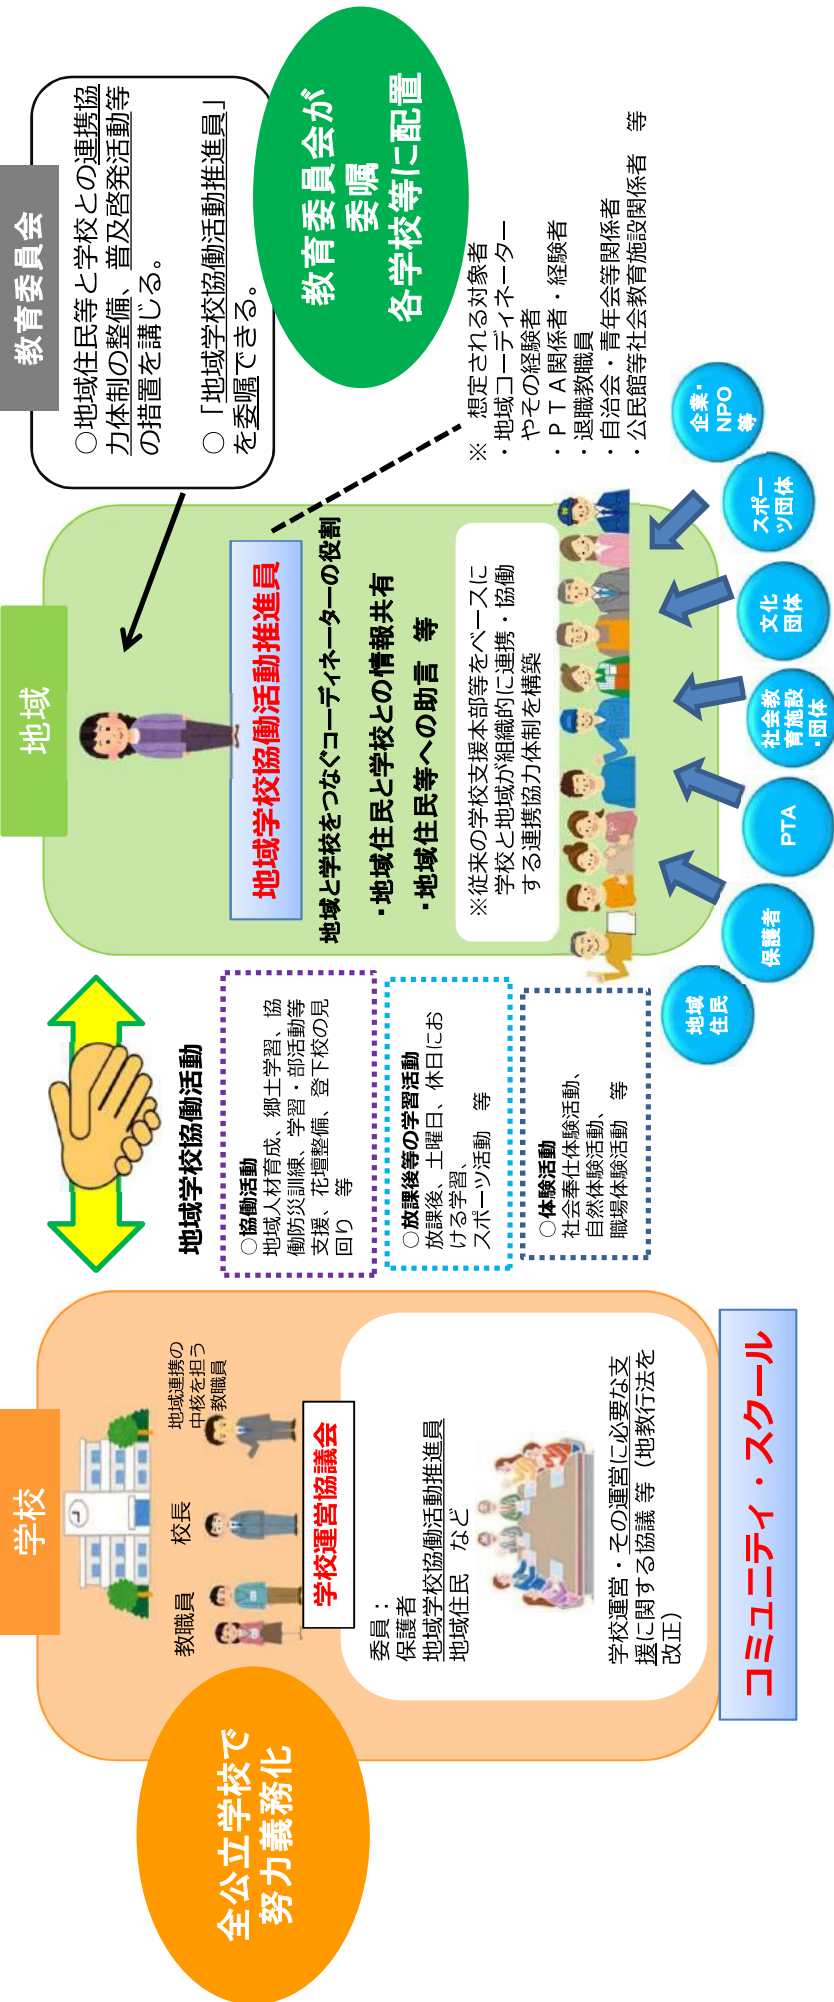 全公立学校で
努力義務化
学校
教職員
校長
地域連携の
中核を担う
教職員
学校運営協議会
委員：
保護者
地域学校協働活動推進員
地域住民　など
学校運営・その運営に必要な支
援に関する協議 等（地教行法を
改正）
コミュニティ・スクール
地域学校協働活動
○協働活動
地域人材育成、郷土学習、協
働防災訓練、学習・部活動等
支援、花壇整備、登下校の見
回り　等
○放課後等の学習活動
放課後、土曜日、休日にお
ける学習、
スポーツ活動　等
○体験活動
社会奉仕体験活動、
自然体験活動、
職場体験活動　等
地域
地域学校協働活動推進員
地域と学校をつなぐコーディネーターの役割
・地域住民と学校との情報共有
・地域住民等への助言 等
※従来の学校支援本部等をベースに
学校と地域が組織的に連携・協働
する連携協力体制を構築
地域
住民
保護者
PTA
社会教
育施設
・団体
文化
団体
スポー
ツ団体
企業・
NPO
等
教育委員会
○地域住民等と学校との連携協
力体制の整備、普及啓発活動等
の措置を講じる。
○「地域学校協働活動推進員」
を委嘱できる。
教育委員会が
委嘱
各学校等に配置
※　想定される対象者
・地域コーディネーター
やその経験者
・ＰＴＡ関係者・経験者
・退職教職員
・自治会・青年会等関係者
・公民館等社会教育施設関係者　等